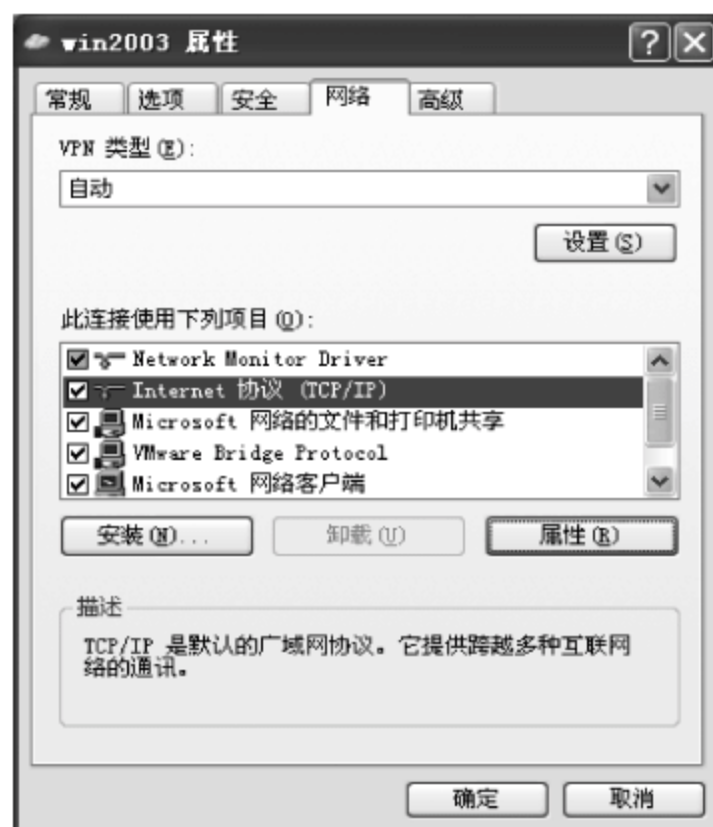 win2003 属性
常规 选项 安全 网络 高级
VPN 类型(E):
自动
设置(S)
此连接使用下列项目(O):
Network Monitor Driver
Internet 协议 (TCP/IP)
Microsoft 网络的文件和打印机共享
VMware Bridge Protocol
Microsoft 网络客户端
安装(N)... 卸载(U) 属性(R)
描述
TCP/IP 是默认的广域网协议。它提供跨越多种互联网
络的通讯。
确定 取消